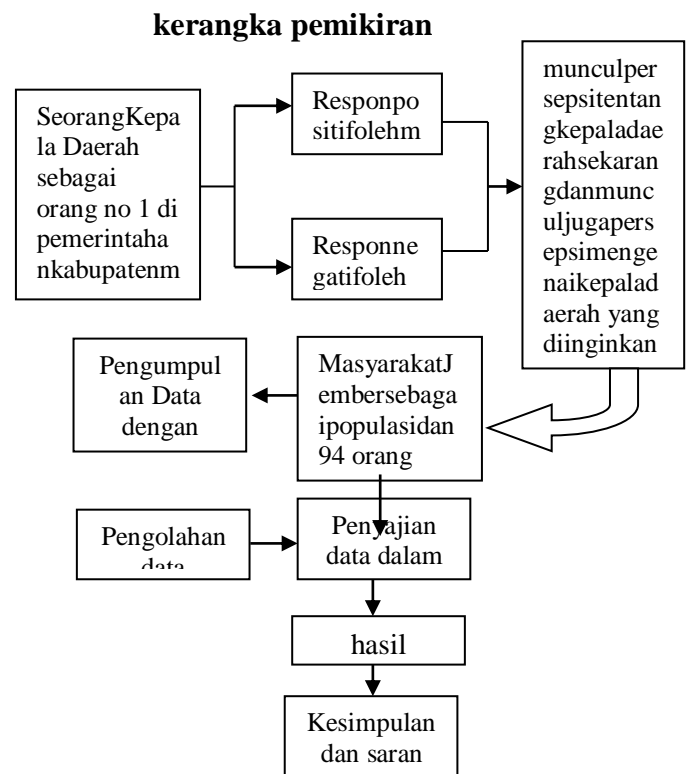 kerangka pemikiran
SeorangKepa
la Daerah
sebagai
orang no 1 di
pemerintaha
nkabupatenm
Responpo
sitifolehm
Responne
gatifoleh
munculper
sepsitentan
gkepaladae
rahsekaran
gdanmunc
uljugapers
epsimenge
naikepalad
aerah yang
diinginkan
Pengumpul
an Data
dengan
MasyarakatJ
embersebaga
ipopulasidan
94 orang
Pengolahan
data
Penyajian
data dalam
hasil
Kesimpulan
dan saran